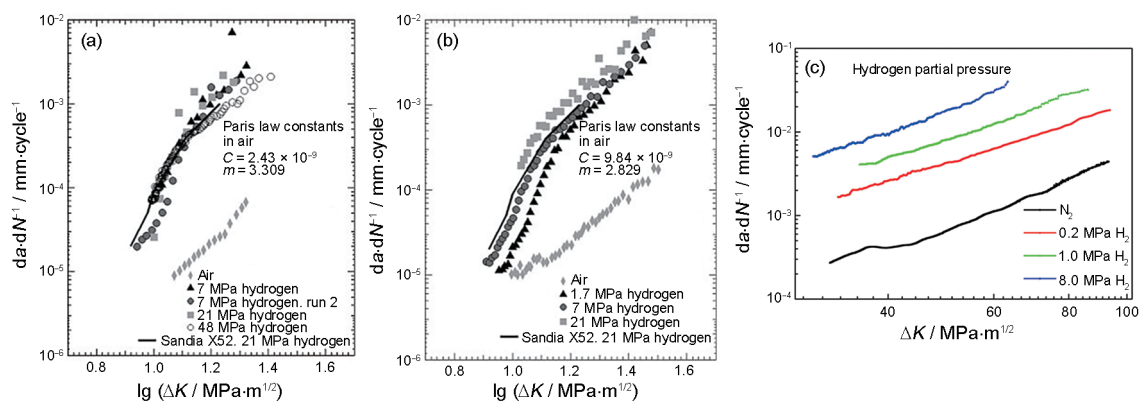 (a)
10⁻²
10⁻³
10⁻⁴
10⁻⁵
10⁻⁶
da·dN⁻¹ / mm·cycle⁻¹
Paris law constants
in air
C = 2.43 × 10⁻⁹
m = 3.309
Air
7 MPa hydrogen
7 MPa hydrogen. run 2
21 MPa hydrogen
48 MPa hydrogen
Sandia X52. 21 MPa hydrogen
0.8 1.0 1.2 1.4 1.6
lg (ΔK / MPa·m¹/²)
(b)
10⁻²
10⁻³
10⁻⁴
10⁻⁵
10⁻⁶
da·dN⁻¹ / mm·cycle⁻¹
Paris law constants
in air
C = 9.84 × 10⁻⁹
m = 2.829
Air
1.7 MPa hydrogen
7 MPa hydrogen
21 MPa hydrogen
Sandia X52. 21 MPa hydrogen
0.8 1.0 1.2 1.4 1.6
lg (ΔK / MPa·m¹/²)
(c)
Hydrogen partial pressure
10⁻¹
10⁻²
10⁻³
10⁻⁴
da·dN⁻¹ / mm·cycle⁻¹
N₂
0.2 MPa H₂
1.0 MPa H₂
8.0 MPa H₂
40 60 80 100
ΔK / MPa·m¹/²